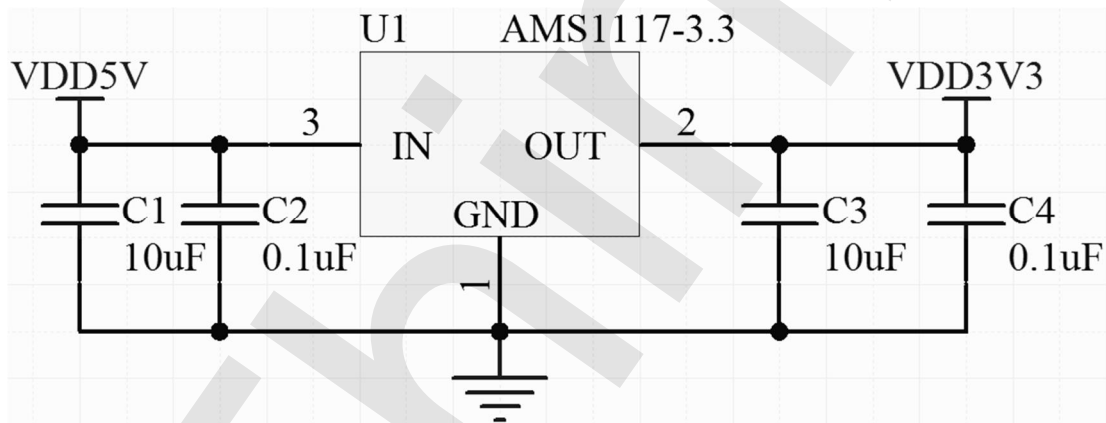 U1 AMS1117-3.3
VDD5V VDD3V3
3 2
IN OUT
C1 C2 GND C3 C4
10uF 0.1uF 10uF 0.1uF
1